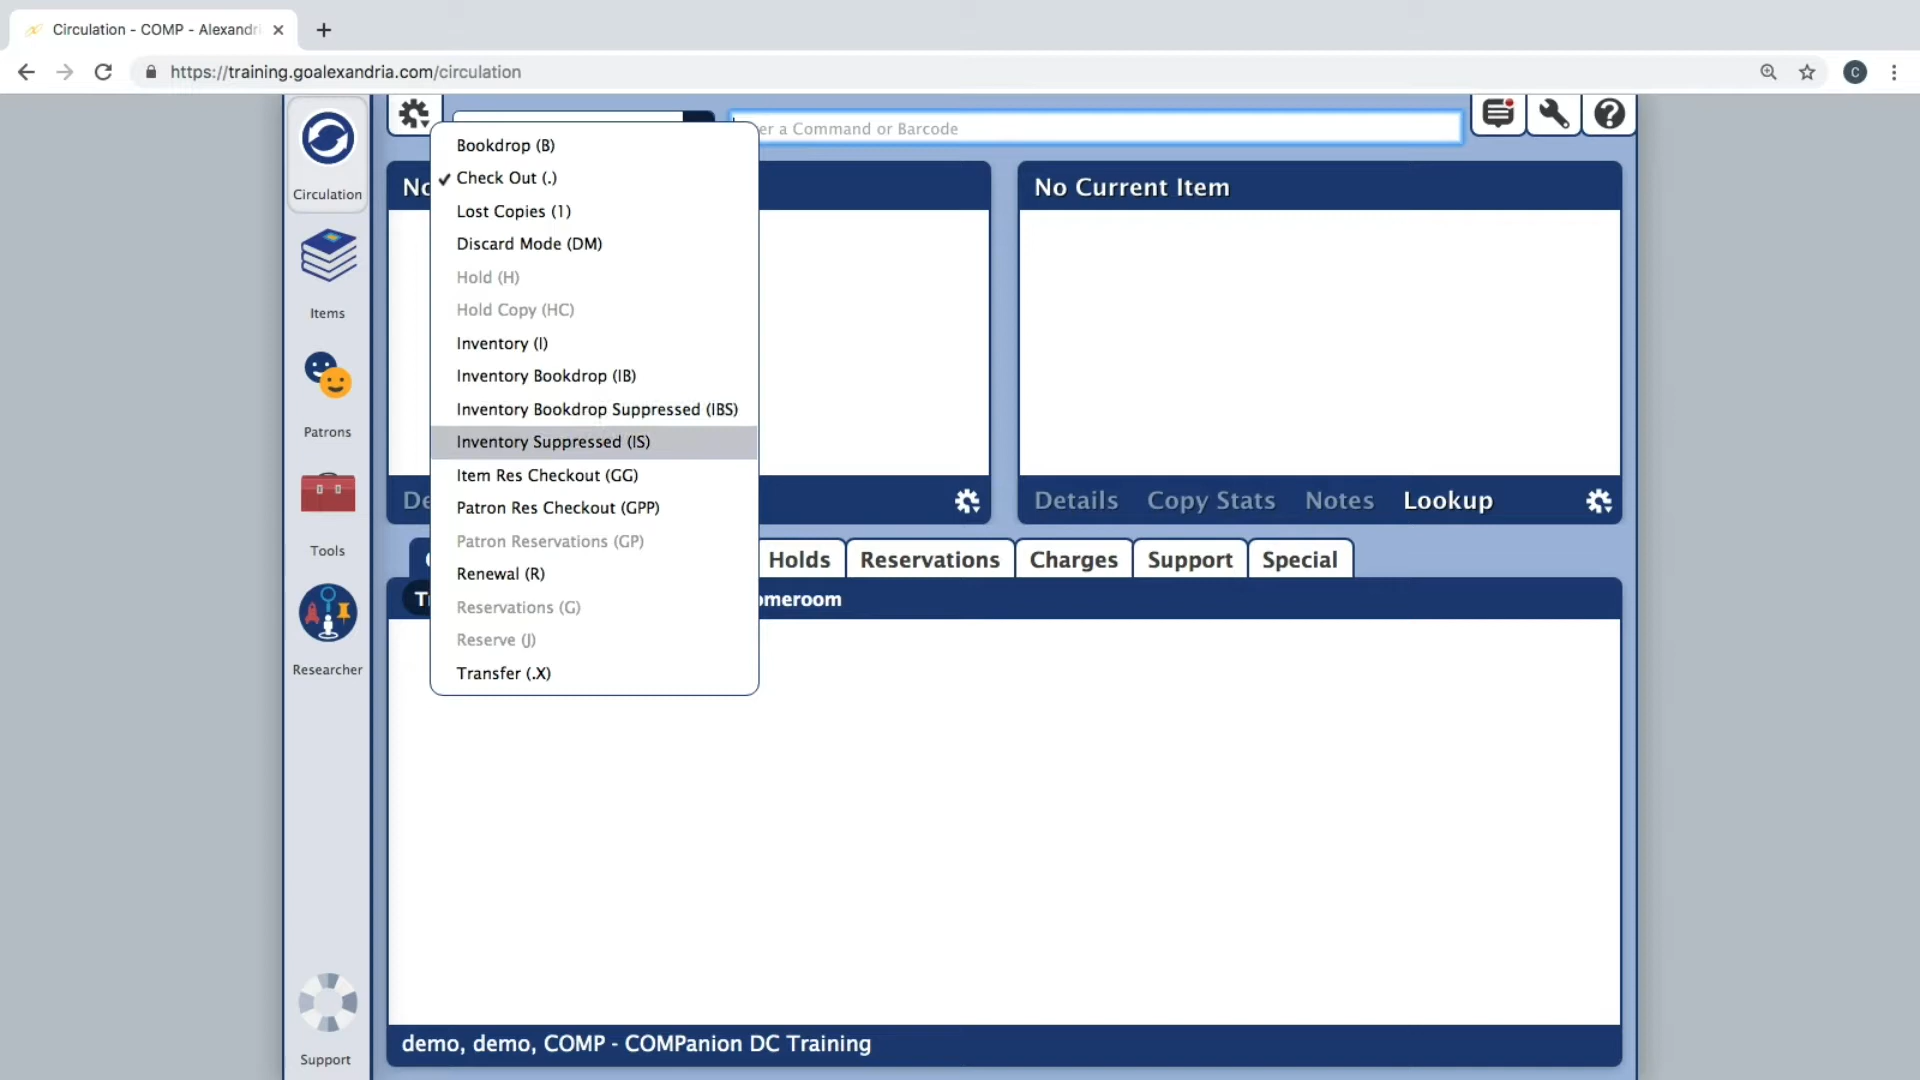 Circulation - COMP - Alexandri
https://training.goalexandria.com/circulation
C
er a Command or Barcode
Circulation
Items
Patrons
Tools
Researcher
Support
Bookdrop (B)
Check Out (.)
Lost Copies (1)
Discard Mode (DM)
Hold (H)
Hold Copy (HC)
Inventory (I)
Inventory Bookdrop (IB)
Inventory Bookdrop Suppressed (IBS)
Inventory Suppressed (IS)
Item Res Checkout (GG)
Patron Res Checkout (GPP)
Patron Reservations (GP)
Renewal (R)
Reservations (G)
Reserve (J)
Transfer (.X)
No
De
No Current Item
Details Copy Stats Notes Lookup
Holds Reservations Charges Support Special
omeroom
demo, demo, COMP - COMPanion DC Training